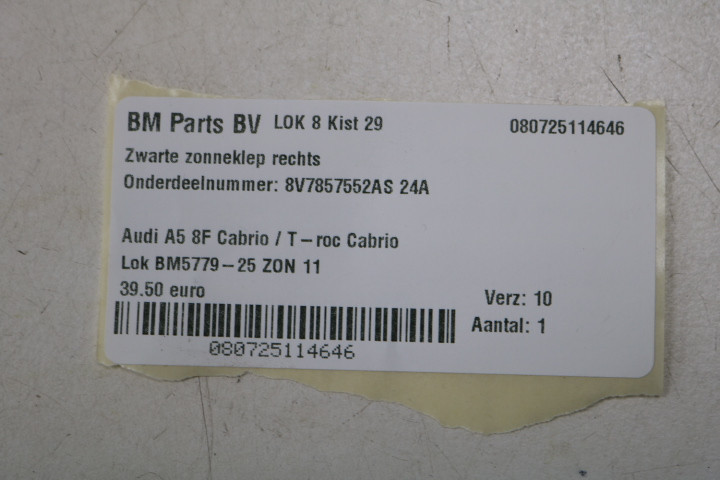 BM Parts BV LOK 8 Kist 29 080725114646
Zwarte zonneklep rechts
Onderdeelnummer: 8V7857552AS 24A
Audi A5 8F Cabrio / T-roc Cabrio
Lok BM5779-25 ZON 11
39.50 euro
Verz: 10
Aantal: 1
080725114646